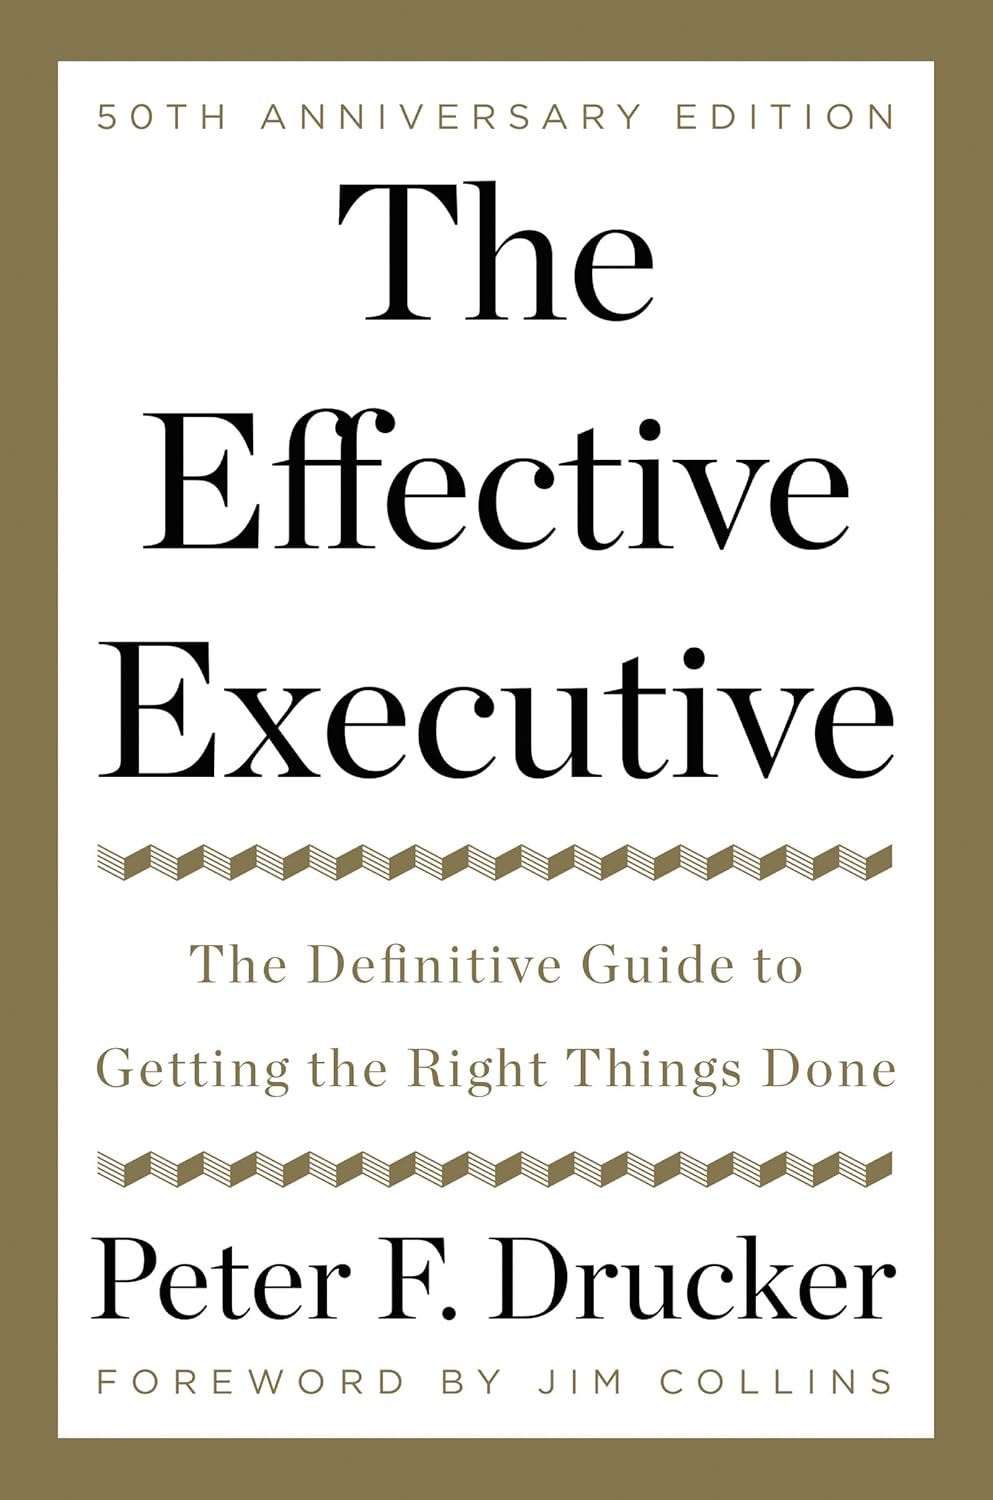 50TH ANNIVERSARY EDITION
The
Effective
Executive
The Definitive Guide to
Getting the Right Things Done
Peter F. Drucker
FOREWORD BY JIM COLLINS